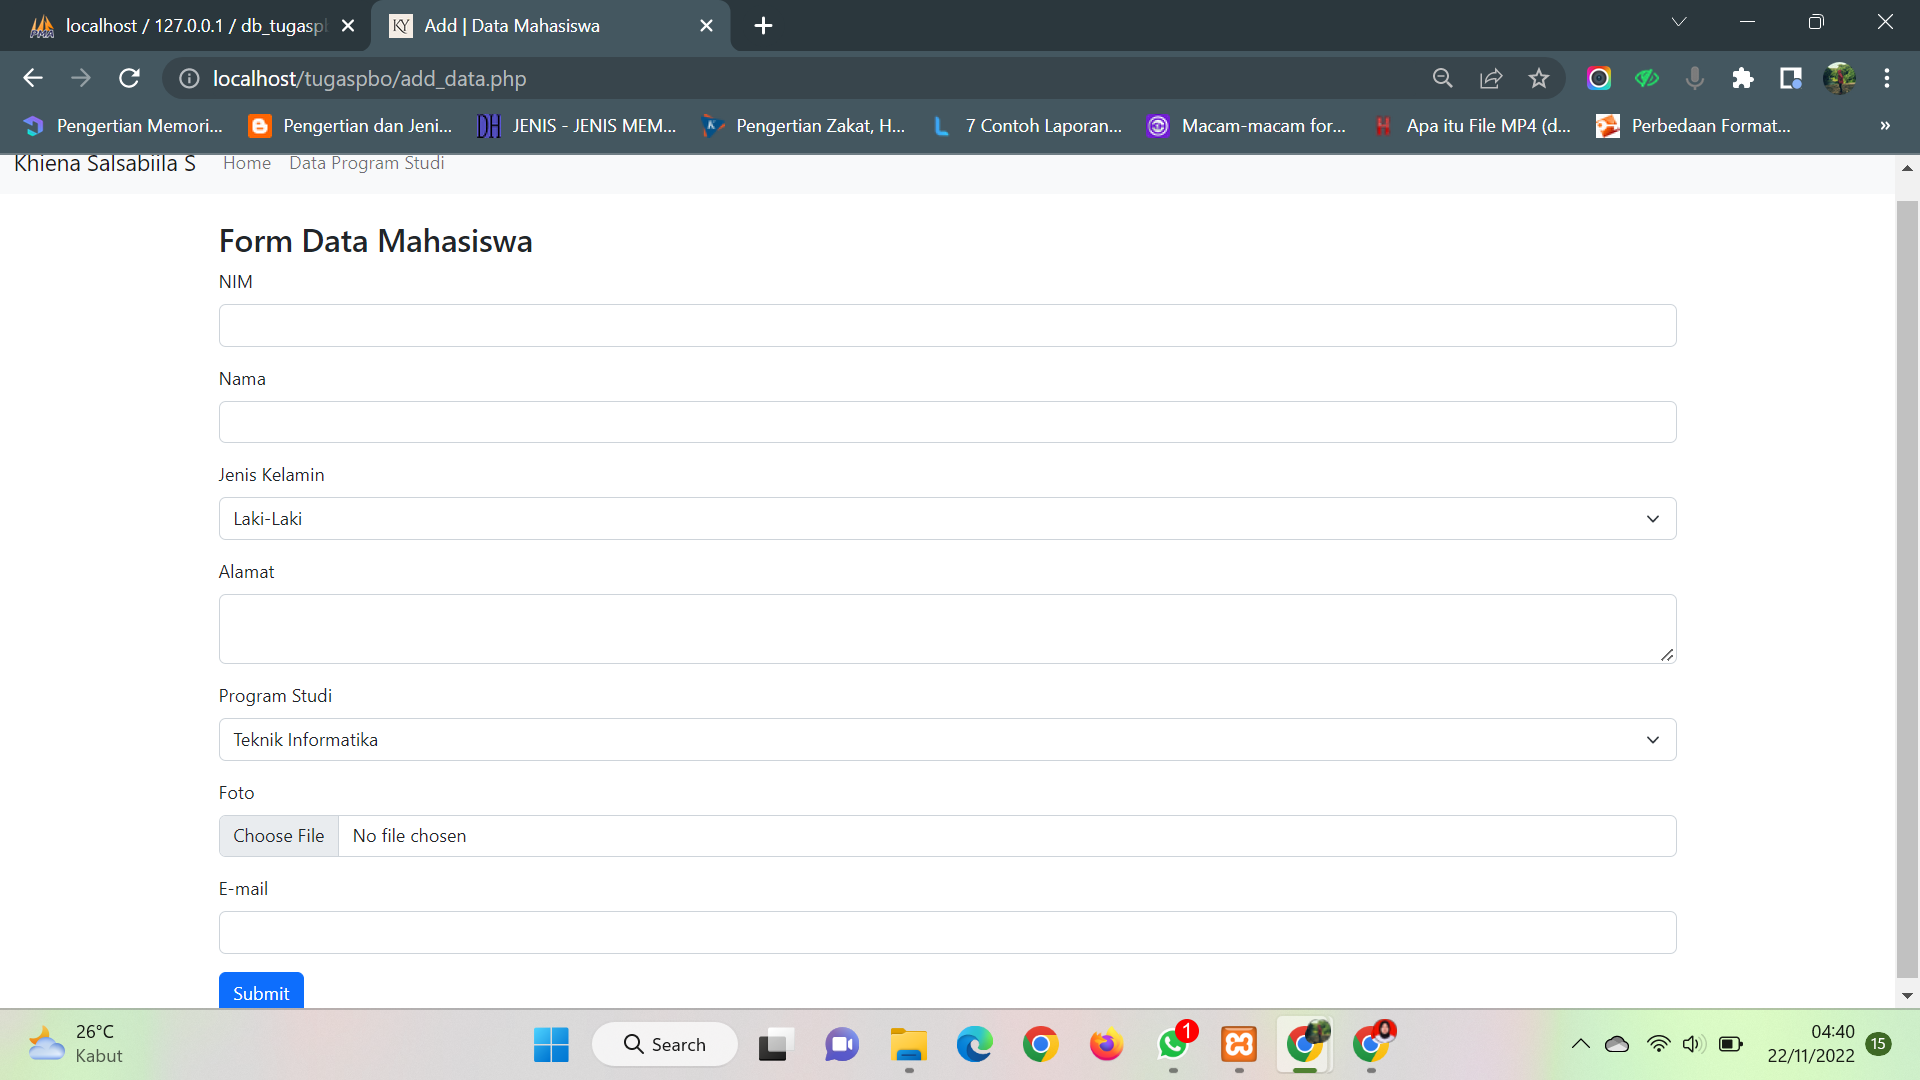 localhost / 127.0.0.1 / db_tugaspb
Add | Data Mahasiswa
localhost/tugaspbo/add_data.php
Pengertian Memori...
Pengertian dan Jeni...
JENIS - JENIS MEM...
Pengertian Zakat, H...
7 Contoh Laporan...
Macam-macam for...
Apa itu File MP4 (d...
Perbedaan Format...
»
Khiena Salsabiila S
Home
Data Program Studi
Form Data Mahasiswa
NIM
Nama
Jenis Kelamin
Laki-Laki
Alamat
Program Studi
Teknik Informatika
Foto
Choose File
No file chosen
E-mail
Submit
26°C
Kabut
Search
1
04:40
22/11/2022
15